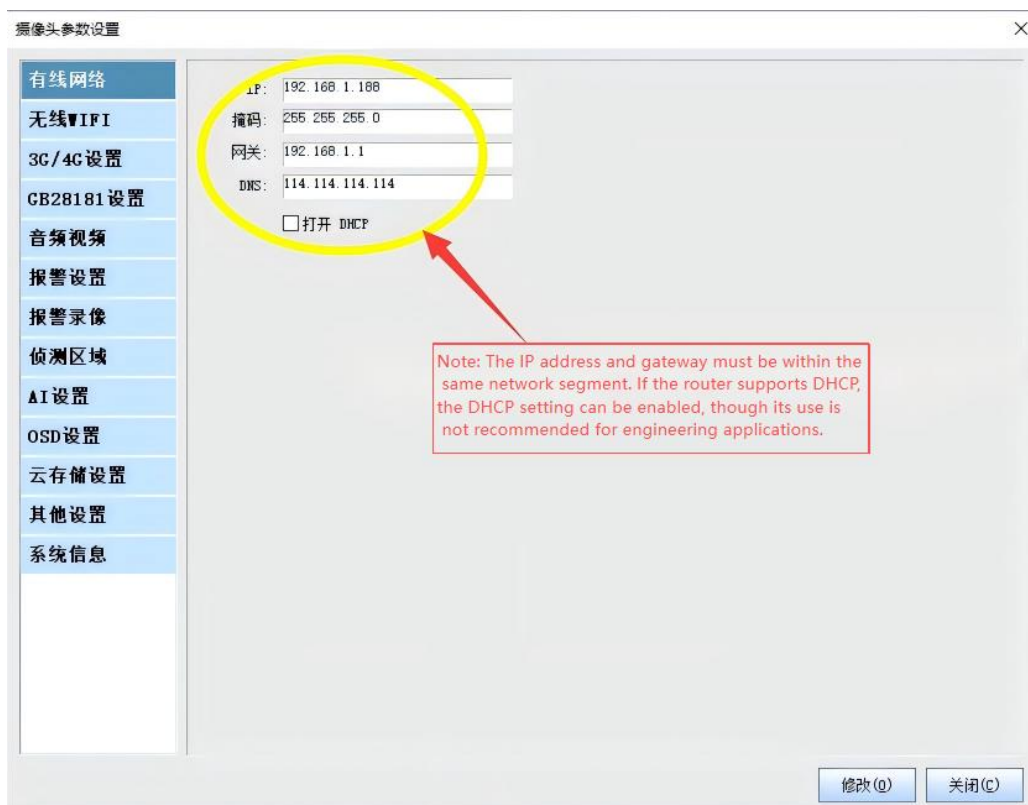 摄像头参数设置
有线网络
无线WIFI
3G/4G设置
GB28181设置
音频视频
报警设置
报警录像
侦测区域
AI设置
OSD设置
云存储设置
其他设置
系统信息
IP: 192.168.1.188
掩码: 255.255.255.0
网关: 192.168.1.1
DNS: 114.114.114.114
打开 DHCP
Note: The IP address and gateway must be within the
same network segment. If the router supports DHCP,
the DHCP setting can be enabled, though its use is
not recommended for engineering applications.
修改(O)
关闭(C)